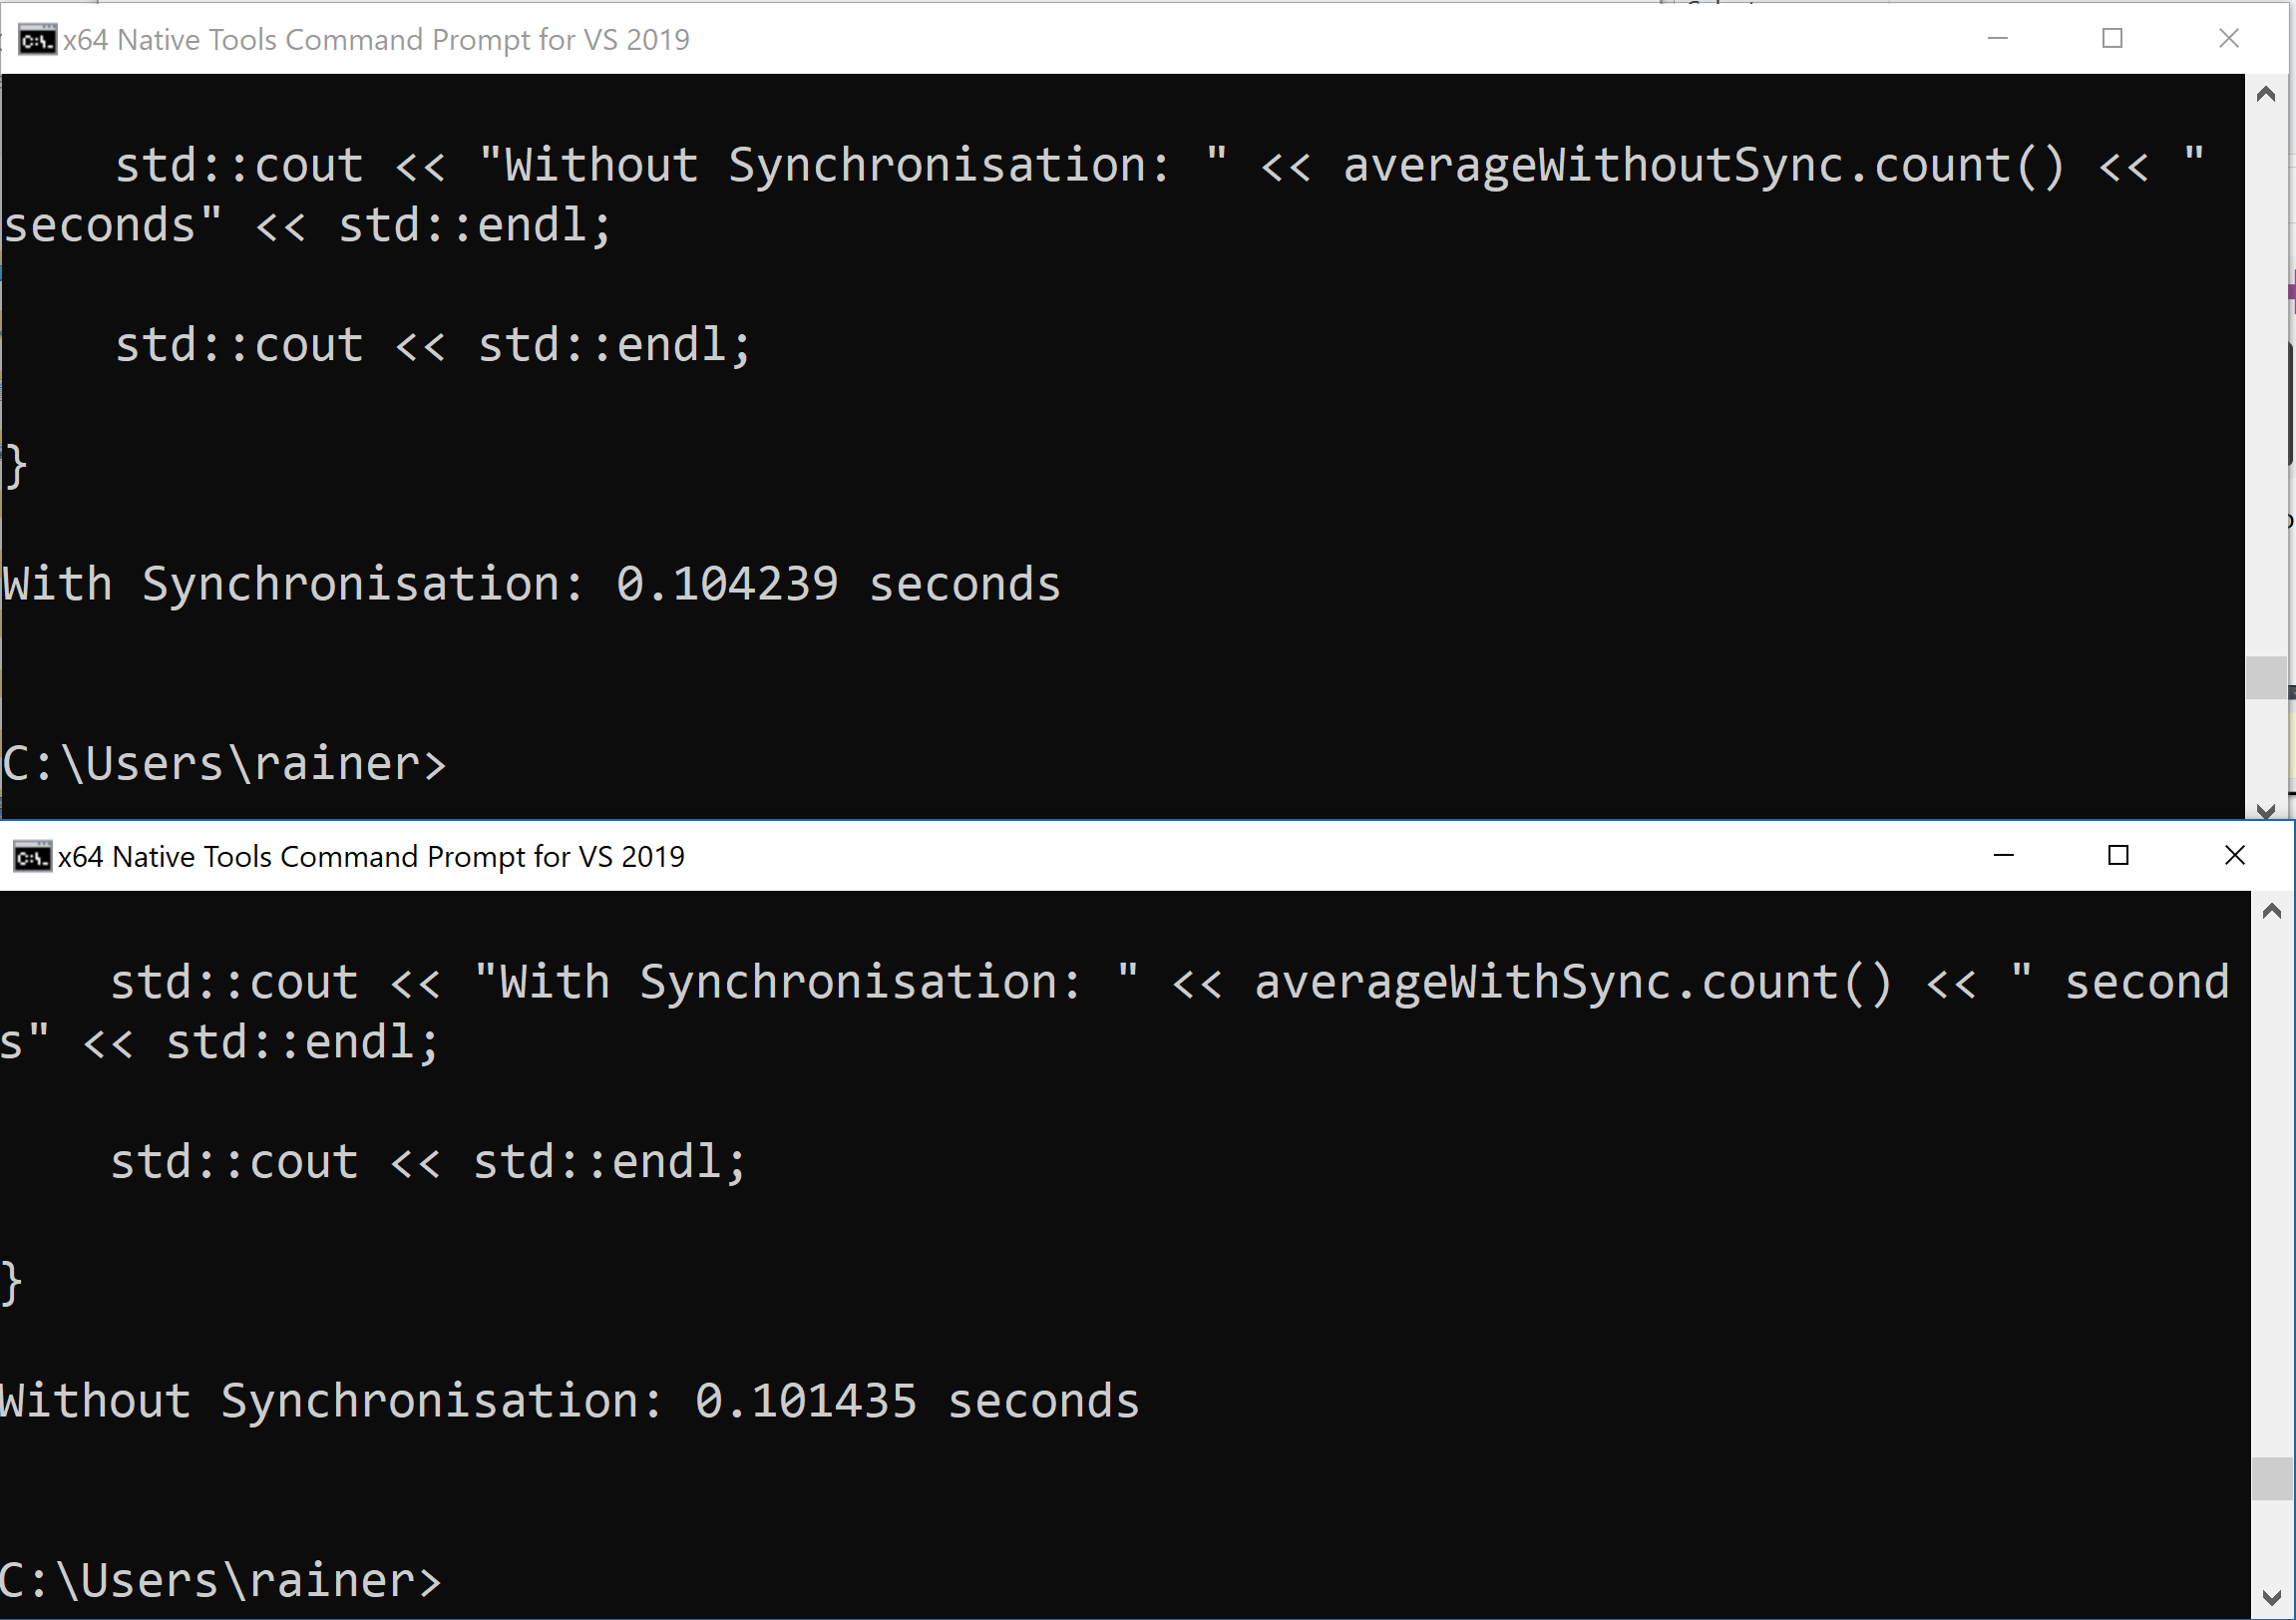 x64 Native Tools Command Prompt for VS 2019
std::cout << "Without Synchronisation: " << averageWithoutSync.count() << "
seconds" << std::endl;
std::cout << std::endl;
}
With Synchronisation: 0.104239 seconds
C:\Users\rainer>
x64 Native Tools Command Prompt for VS 2019
std::cout << "With Synchronisation: " << averageWithSync.count() << " second
s" << std::endl;
std::cout << std::endl;
}
Without Synchronisation: 0.101435 seconds
C:\Users\rainer>